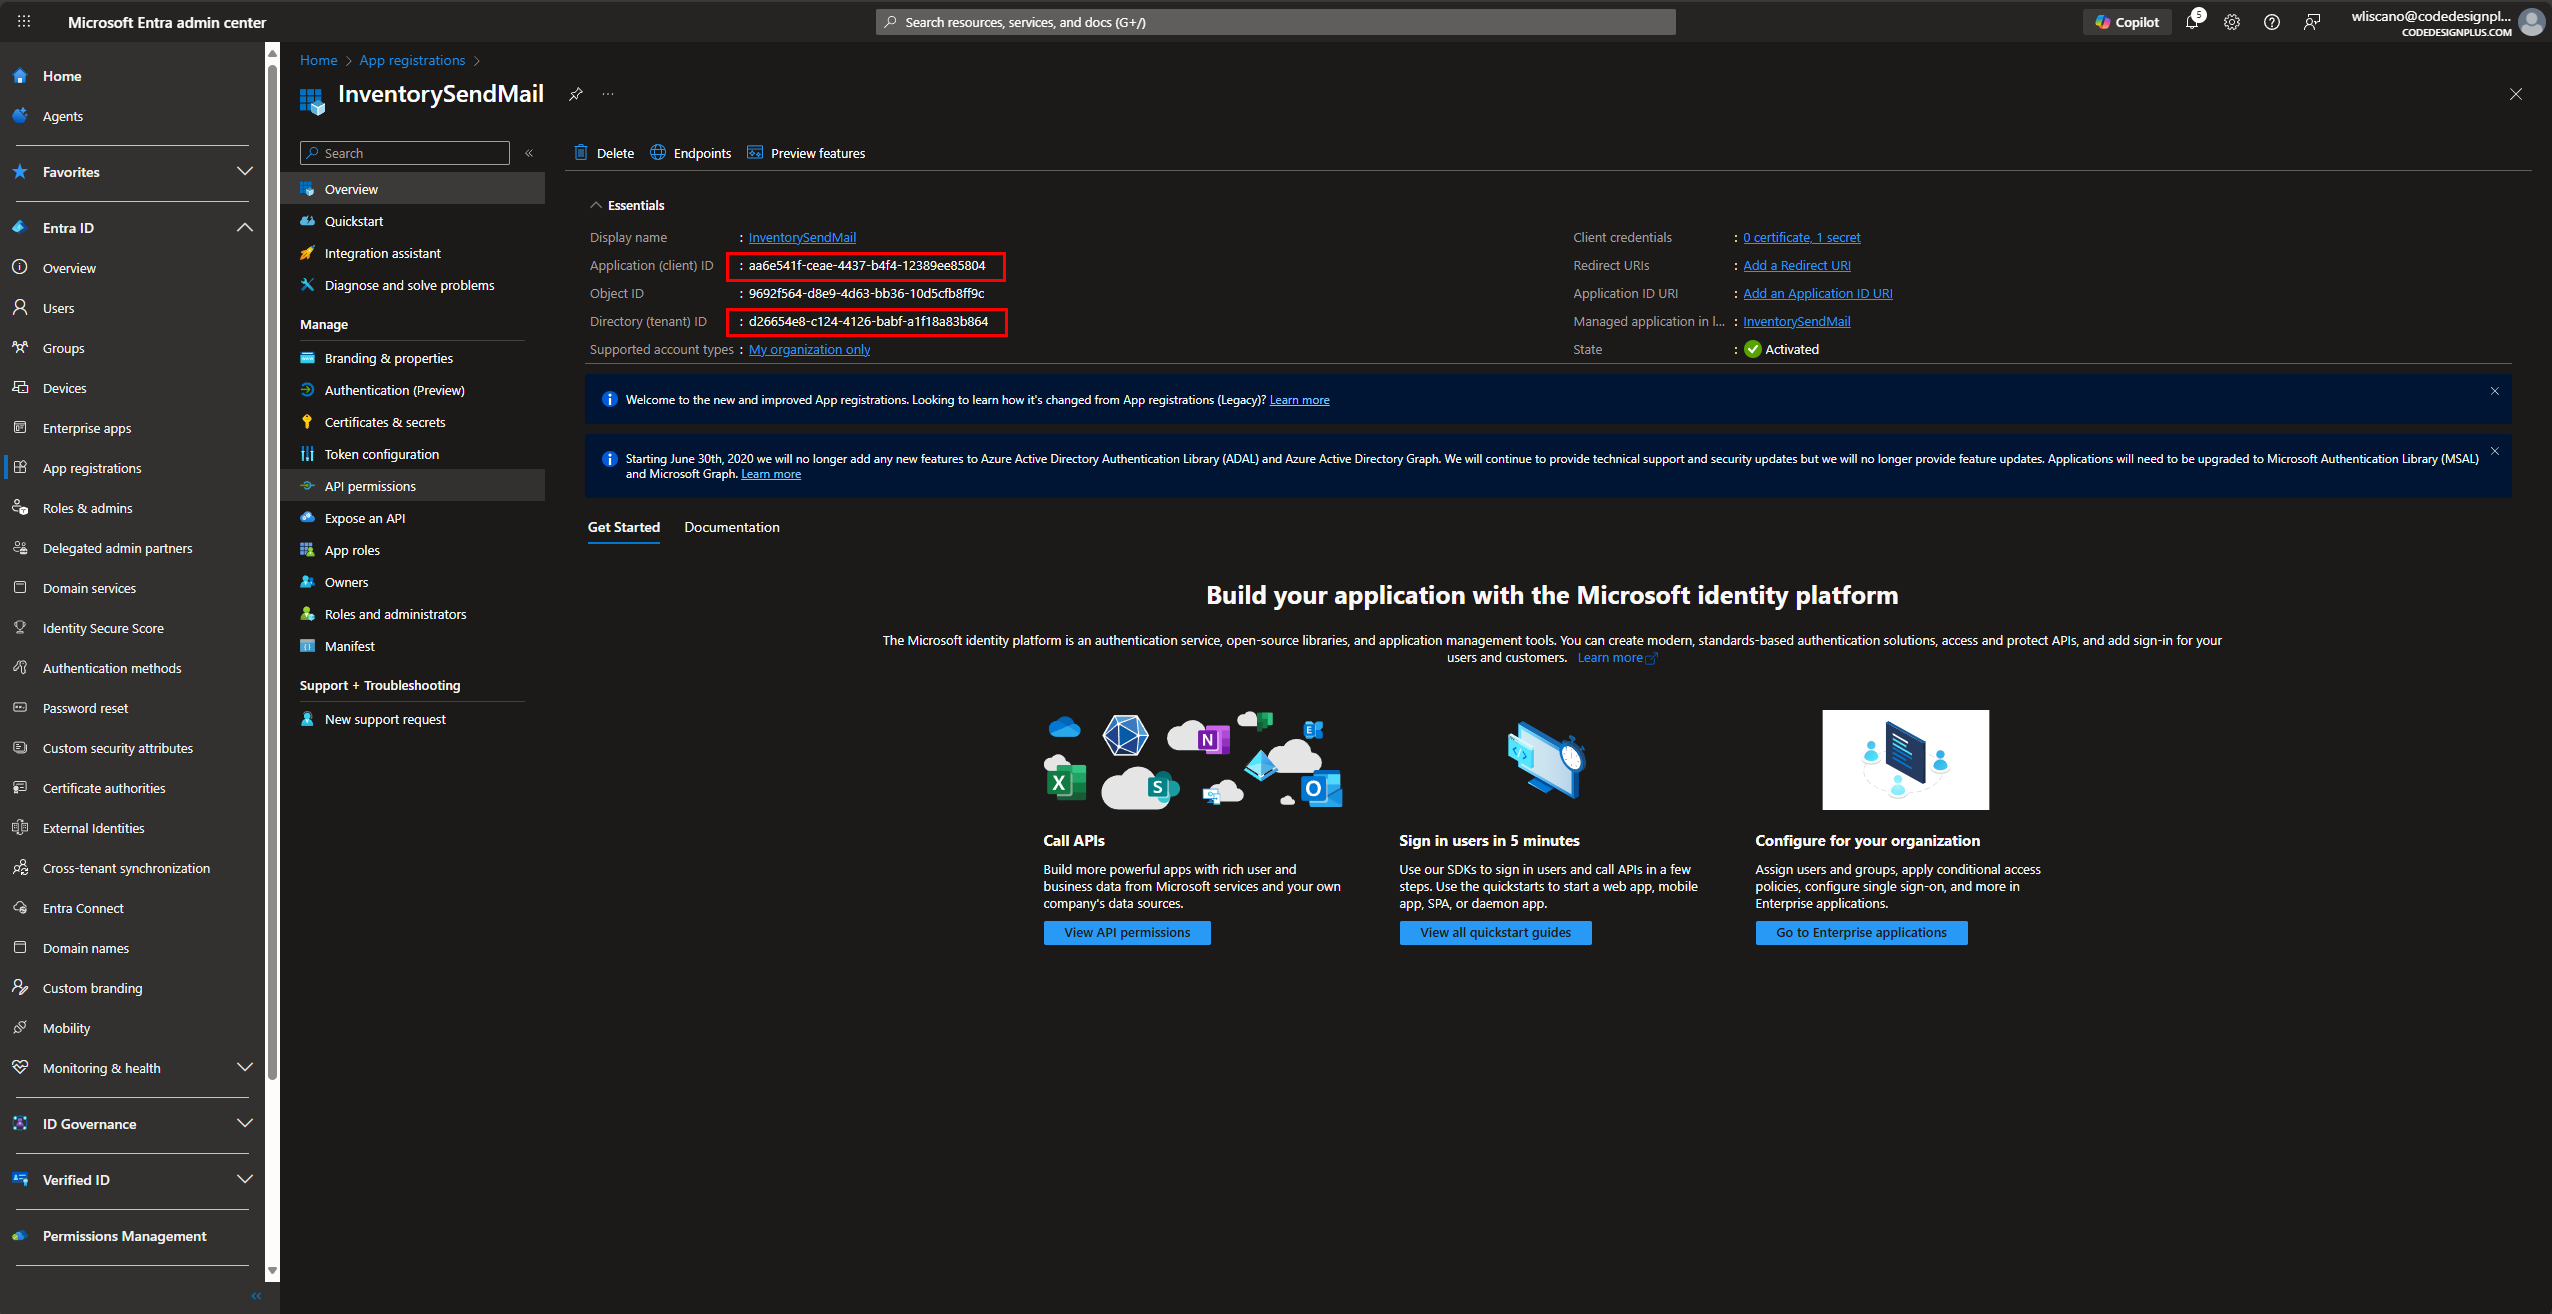 Microsoft Entra admin center
Search resources, services, and docs (G+/)
Copilot
5
wliscano@codedesignpl...
CODEDESIGNPLUS.COM
Home
Agents
Favorites
Entra ID
Overview
Users
Groups
Devices
Enterprise apps
App registrations
Roles & admins
Delegated admin partners
Domain services
Identity Secure Score
Authentication methods
Password reset
Custom security attributes
Certificate authorities
External Identities
Cross-tenant synchronization
Entra Connect
Domain names
Custom branding
Mobility
Monitoring & health
ID Governance
Verified ID
Permissions Management
Home > App registrations >
InventorySendMail
Search
Overview
Quickstart
Integration assistant
Diagnose and solve problems
Manage
Branding & properties
Authentication (Preview)
Certificates & secrets
Token configuration
API permissions
Expose an API
App roles
Owners
Roles and administrators
Manifest
Support + Troubleshooting
New support request
Delete
Endpoints
Preview features
Essentials
Display name : InventorySendMail
Application (client) ID : aa6e541f-ceae-4437-b4f4-12389ee85804
Object ID : 9692f564-d8e9-4d63-bb36-10d5cfb8ff9c
Directory (tenant) ID : d26654e8-c124-4126-babf-a1f18a83b864
Supported account types : My organization only
Client credentials : 0 certificate, 1 secret
Redirect URIs : Add a Redirect URI
Application ID URI : Add an Application ID URI
Managed application in l... : InventorySendMail
State : Activated
Welcome to the new and improved App registrations. Looking to learn how it's changed from App registrations (Legacy)? Learn more
Starting June 30th, 2020 we will no longer add any new features to Azure Active Directory Authentication Library (ADAL) and Azure Active Directory Graph. We will continue to provide technical support and security updates but we will no longer provide feature updates. Applications will need to be upgraded to Microsoft Authentication Library (MSAL)
and Microsoft Graph. Learn more
Get Started
Documentation
Build your application with the Microsoft identity platform
The Microsoft identity platform is an authentication service, open-source libraries, and application management tools. You can create modern, standards-based authentication solutions, access and protect APIs, and add sign-in for your
users and customers. Learn more
N
E
X
S
O
Call APIs
Build more powerful apps with rich user and
business data from Microsoft services and your own
company's data sources.
View API permissions
Sign in users in 5 minutes
Use our SDKs to sign in users and call APIs in a few
steps. Use the quickstarts to start a web app, mobile
app, SPA, or daemon app.
View all quickstart guides
Configure for your organization
Assign users and groups, apply conditional access
policies, configure single sign-on, and more in
Enterprise applications.
Go to Enterprise applications